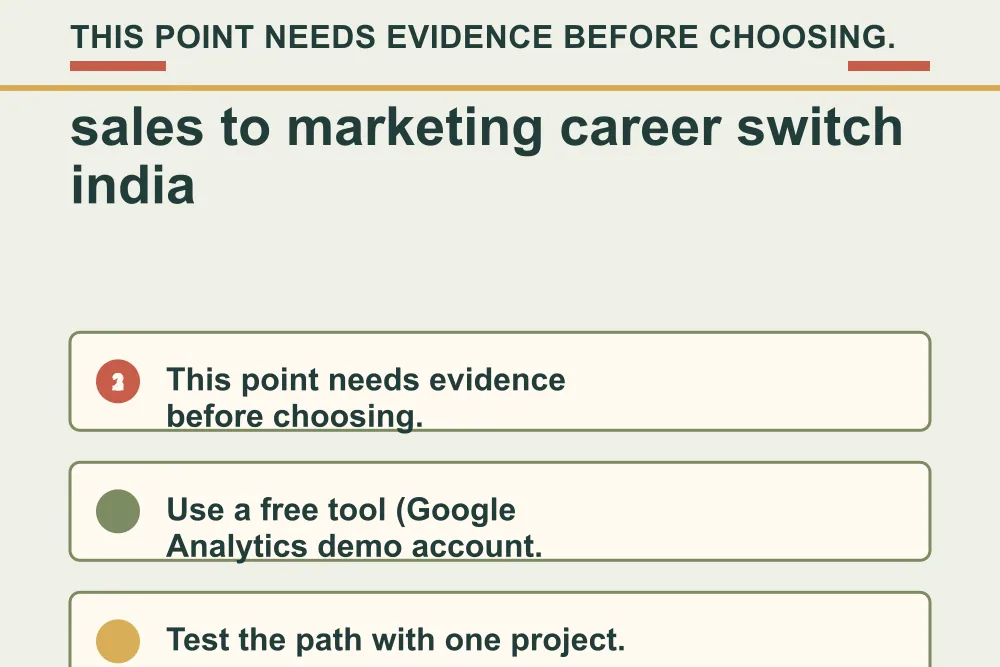 THIS POINT NEEDS EVIDENCE BEFORE CHOOSING.
sales to marketing career switch
india
This point needs evidence
before choosing.
Use a free tool (Google
Analytics demo account.
Test the path with one project.